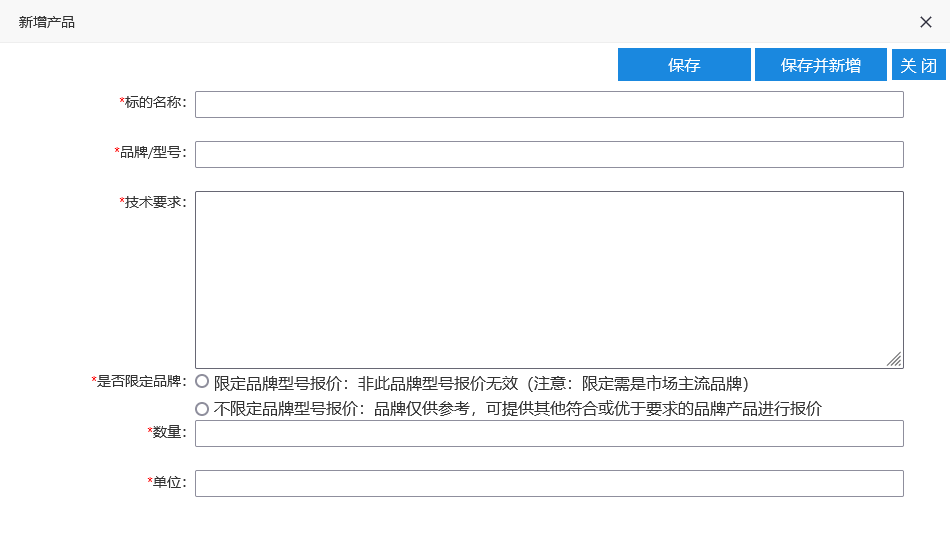 新增产品
保存 保存并新增 关 闭
*标的名称：
*品牌/型号：
*技术要求：
*是否限定品牌： 限定品牌型号报价：非此品牌型号报价无效（注意：限定需是市场主流品牌）
不限定品牌型号报价：品牌仅供参考，可提供其他符合或优于要求的品牌产品进行报价
*数量：
*单位：